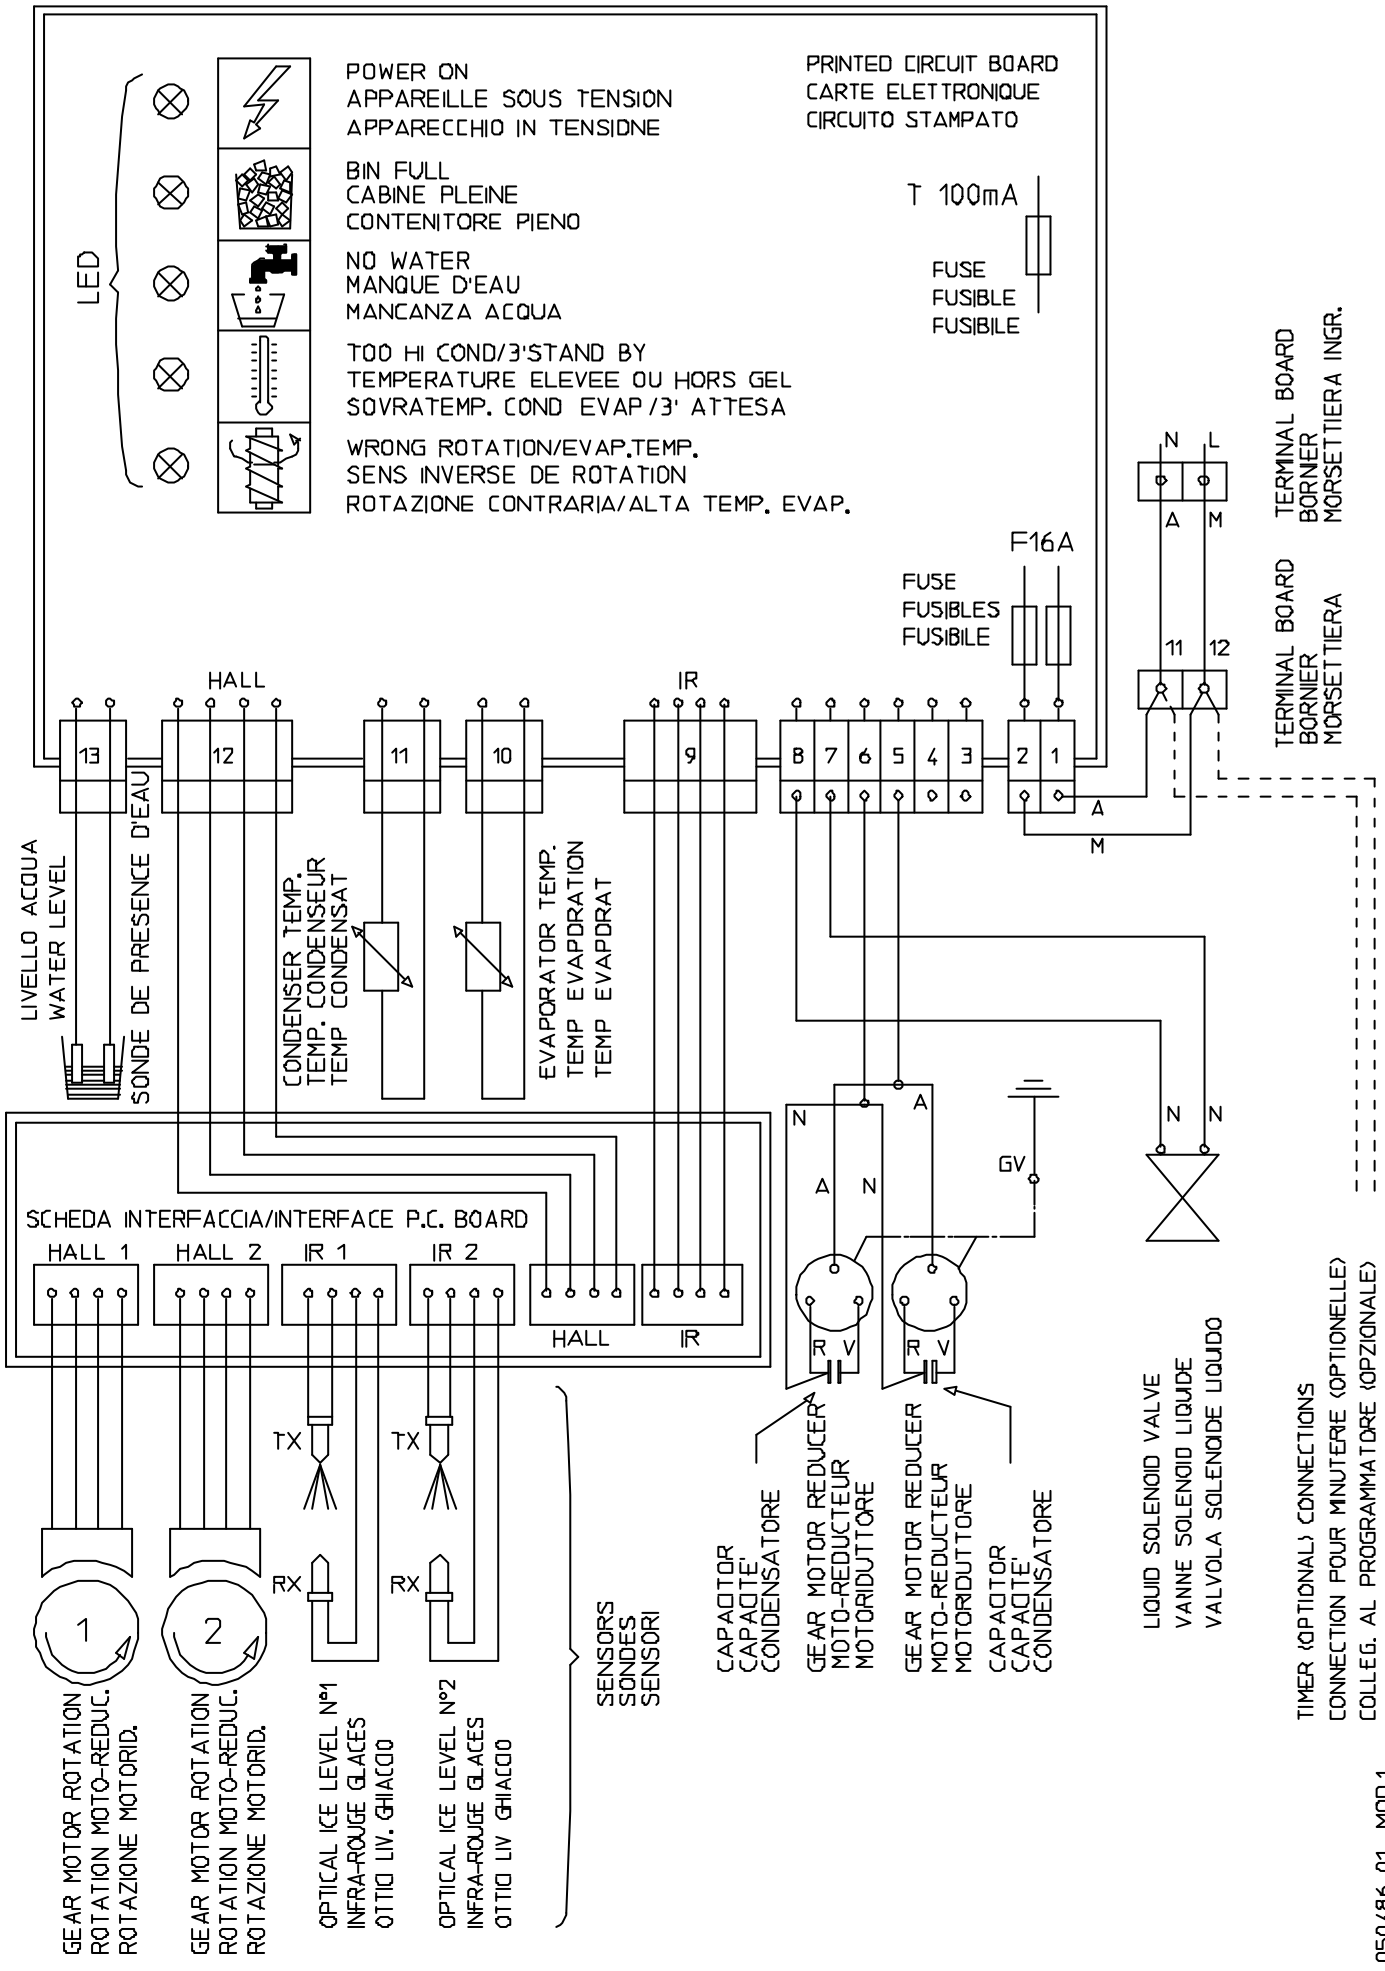 POWER ON
APPAREILLE SOUS TENSION
APPARECCHIO IN TENSIONE
PRINTED CIRCUIT BOARD
CARTE ELETTRONIQUE
CIRCUITO STAMPATO
BIN FULL
CABINE PLEINE
CONTENITORE PIENO
T 100mA
LED
NO WATER
MANQUE D'EAU
MANCANZA ACQUA
FUSE
FUSIBLE
FUSIBILE
TOO HI COND/3'STAND BY
TEMPERATURE ELEVEE OU HORS GEL
SOVRATEMP. COND EVAP/3' ATTESA
WRONG ROTATION/EVAP.TEMP.
SENS INVERSE DE ROTATION
ROTAZIONE CONTRARIA/ALTA TEMP. EVAP.
TERMINAL BOARD
BORNIER
MORSETTIERA INGR.
N L
A M
F16A
FUSE
FUSIBLES
FUSIBILE
11 12
TERMINAL BOARD
BORNIER
MORSETTIERA
HALL
IR
13 12 11 10 9 8 7 6 5 4 3 2 1
A
M
LIVELLO ACQUA
WATER LEVEL
SONDE DE PRESENCE D'EAU
CONDENSER TEMP.
TEMP. CONDENSEUR
TEMP CONDENSAT
EVAPORATOR TEMP.
TEMP EVAPORATION
TEMP EVAPORAT
N A N N
A N
GV
SCHEDA INTERFACCIA/INTERFACE P.C. BOARD
HALL 1
HALL 2
IR 1
IR 2
HALL
IR
R V
R V
TX
TX
RX
RX
1
2
GEAR MOTOR ROTATION
ROTATION MOTO-REDUC.
ROTAZIONE MOTORID.
GEAR MOTOR ROTATION
ROTATION MOTO-REDUC.
ROTAZIONE MOTORID.
OPTICAL ICE LEVEL N°1
INFRA-ROUGE GLACES
OTTICI LIV. GHIACCIO
OPTICAL ICE LEVEL N°2
INFRA-ROUGE GLACES
OTTICI LIV GHIACCIO
SENSORS
SONDES
SENSORI
CAPACITOR
CAPACITE'
CONDENSATORE
GEAR MOTOR REDUCER
MOTO-REDUCTEUR
MOTORIDUTTORE
GEAR MOTOR REDUCER
MOTO-REDUCTEUR
MOTORIDUTTORE
CAPACITOR
CAPACITE'
CONDENSATORE
LIQUID SOLENOID VALVE
VANNE SOLENOID LIQUIDE
VALVOLA SOLENOIDE LIQUIDO
TIMER (OPTIONAL) CONNECTIONS
CONNECTION POUR MINUTERIE (OPTIONELLE)
COLLEG. AL PROGRAMMATORE (OPZIONALE)